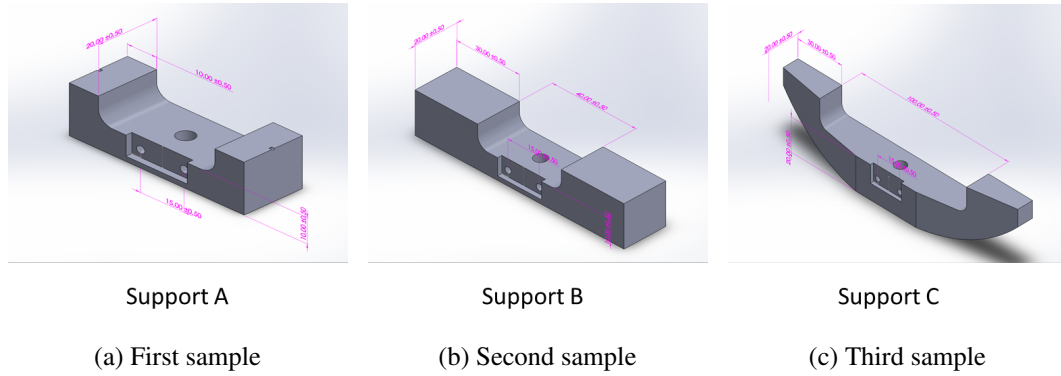 20.00 ±0.50
10.00 ±0.50
15.00 ±0.50
10.00 ±0.50
20.00 ±0.50
30.00 ±0.50
40.00 ±0.50
20.00 ±0.50
100.00 ±0.50
20.00 ±0.50
Support A
Support B
Support C
(a) First sample
(b) Second sample
(c) Third sample